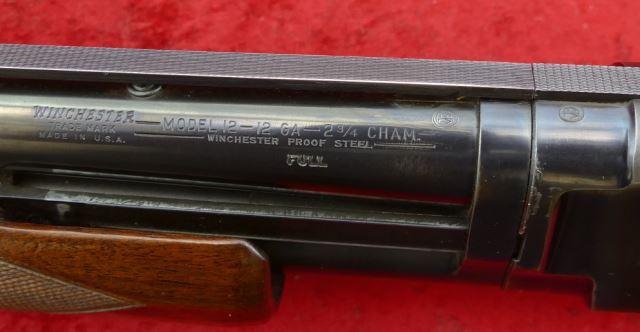 WINCHESTER
TRADE MARK
MADE IN U.S.A.
MODEL 12-12 GA-2 3/4 CHAM.
WINCHESTER PROOF STEEL
FULL